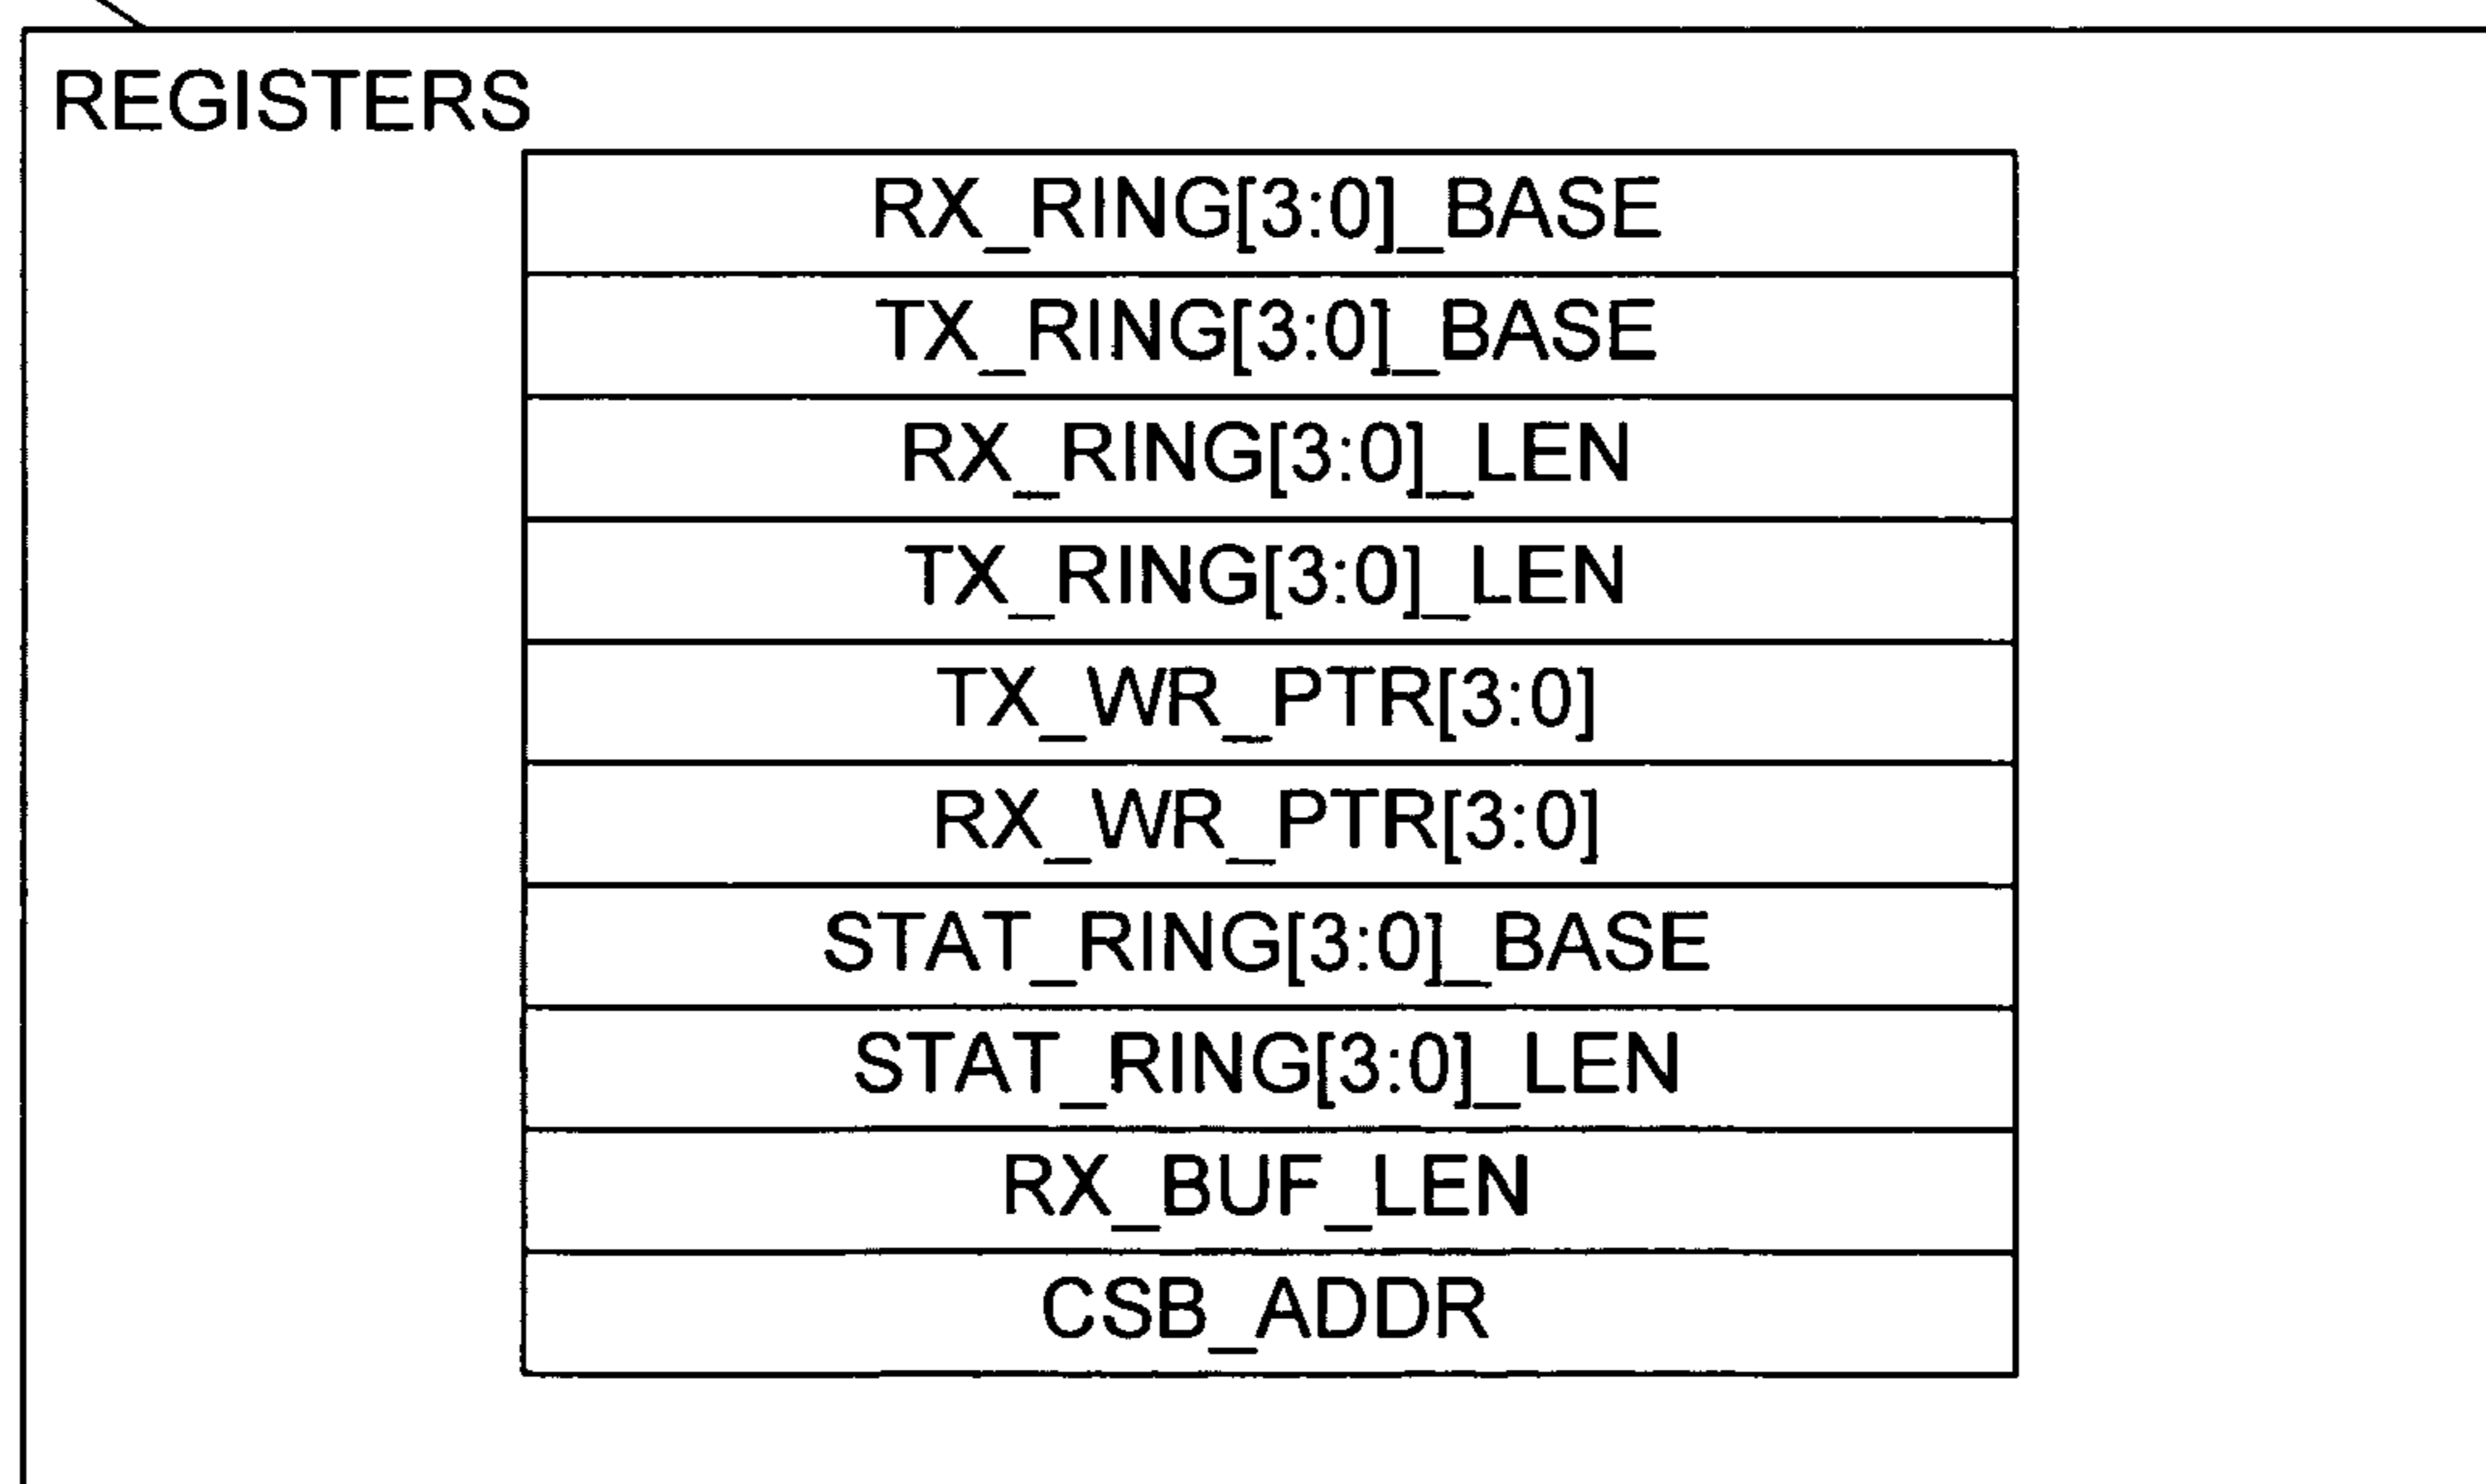 REGISTERS
RX_RING[3:0]_BASE
TX_RING[3:0]_BASE
RX_RING[3:0]_LEN
TX_RING[3:0]_LEN
TX_WR_PTR[3:0]
RX_WR_PTR[3:0]
STAT_RING[3:0]_BASE
STAT_RING[3:0]_LEN
RX_BUF_LEN
CSB_ADDR